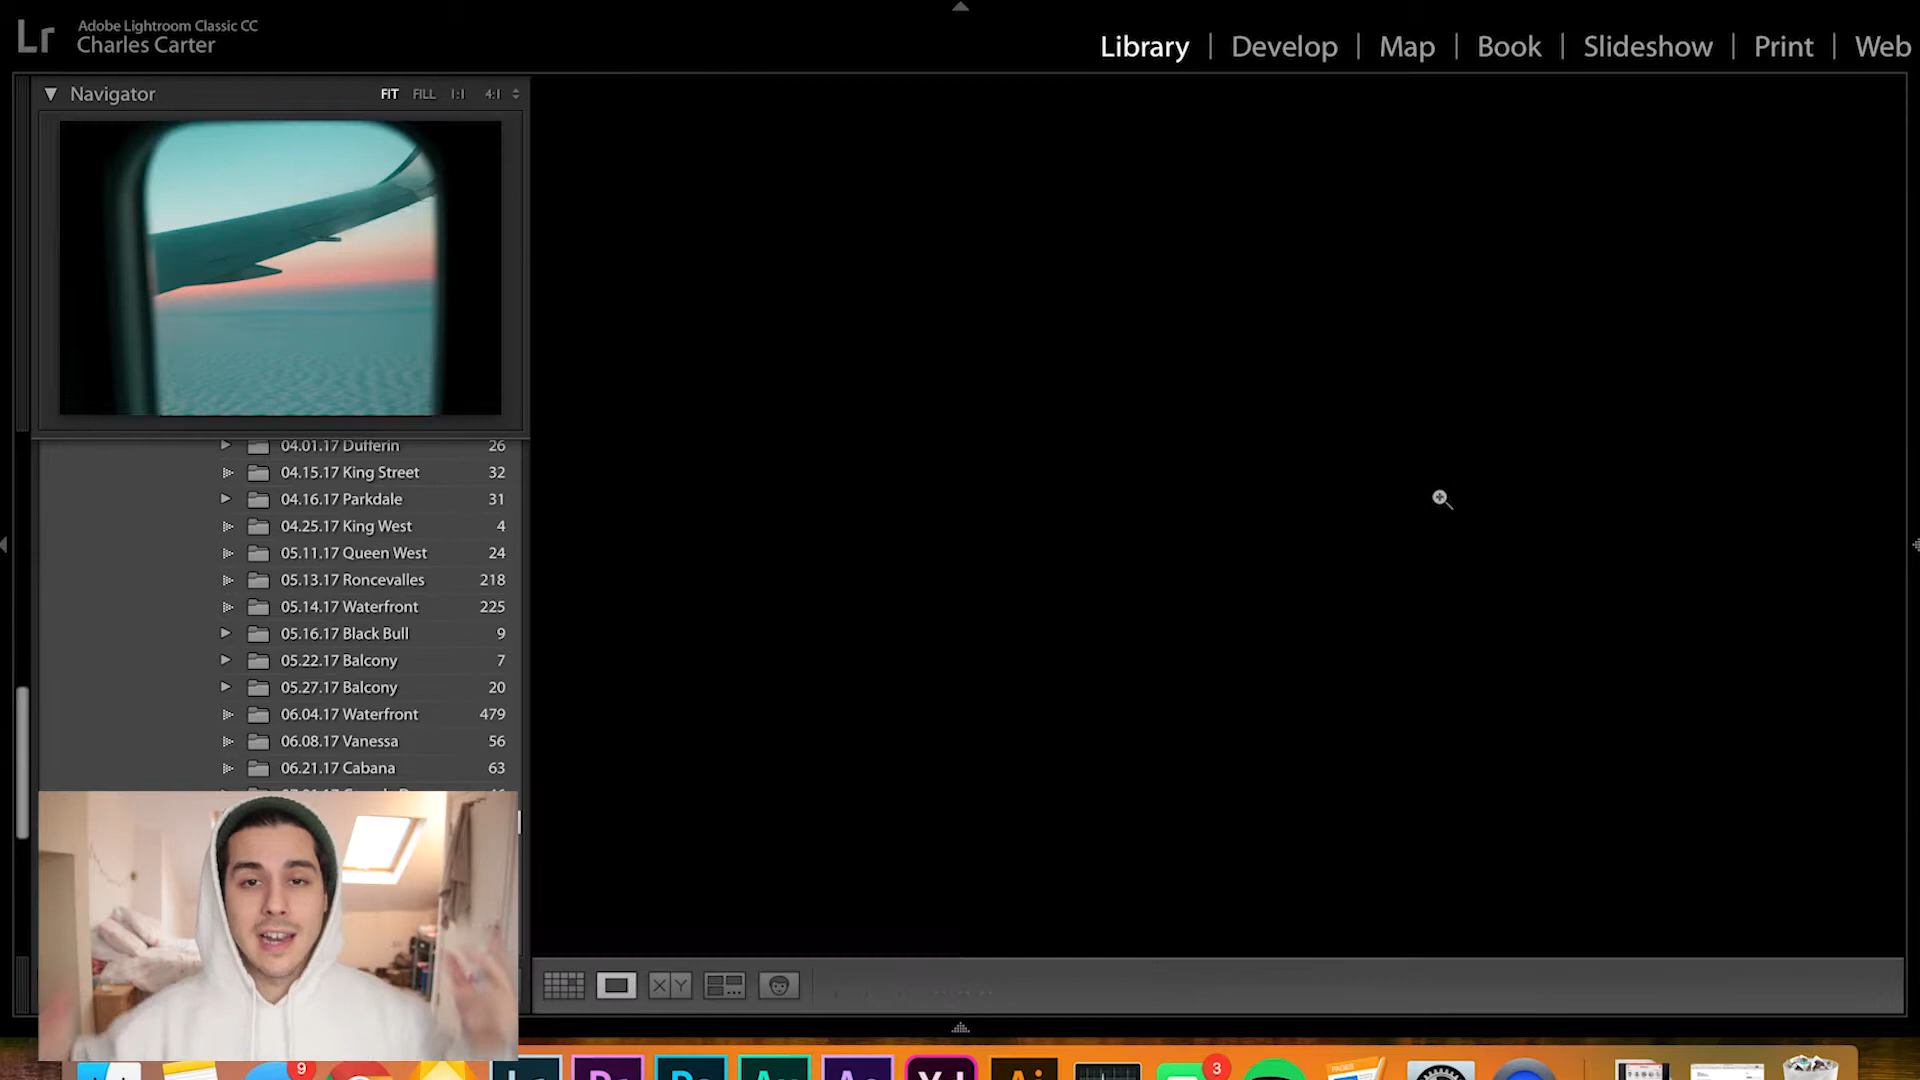 Lr
Adobe Lightroom Classic CC
Charles Carter
Library | Develop | Map | Book | Slideshow | Print | Web
Navigator
FIT FILL 1:1 4:1
04.01.17 Dufferin 26
04.15.17 King Street 32
04.16.17 Parkdale 31
04.25.17 King West 4
05.11.17 Queen West 24
05.13.17 Roncevalles 218
05.14.17 Waterfront 225
05.16.17 Black Bull 9
05.22.17 Balcony 7
05.27.17 Balcony 20
06.04.17 Waterfront 479
06.08.17 Vanessa 56
06.21.17 Cabana 63
X Y
9
3
PAGES